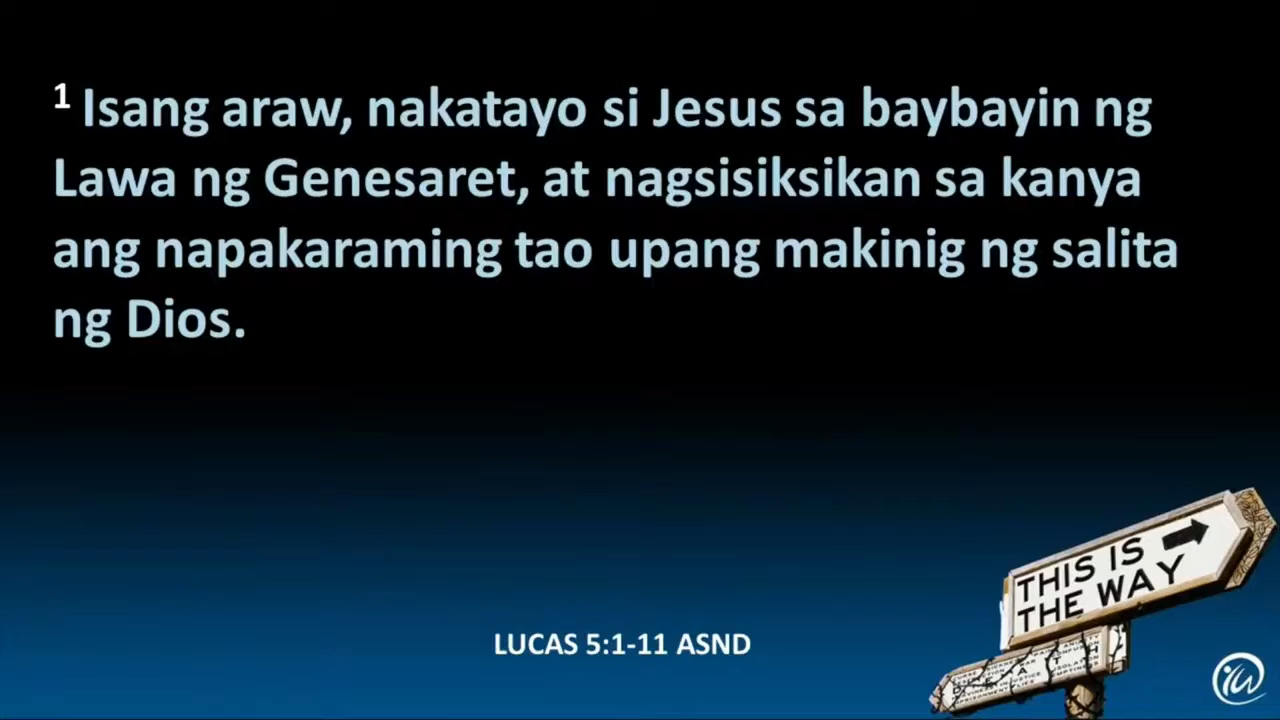 1 Isang araw, nakatayo si Jesus sa baybayin ng
Lawa ng Genesaret, at nagsisiksikan sa kanya
ang napakaraming tao upang makinig ng salita
ng Dios.
THIS IS
THE WAY
DEATH
LUCAS 5:1-11 ASND